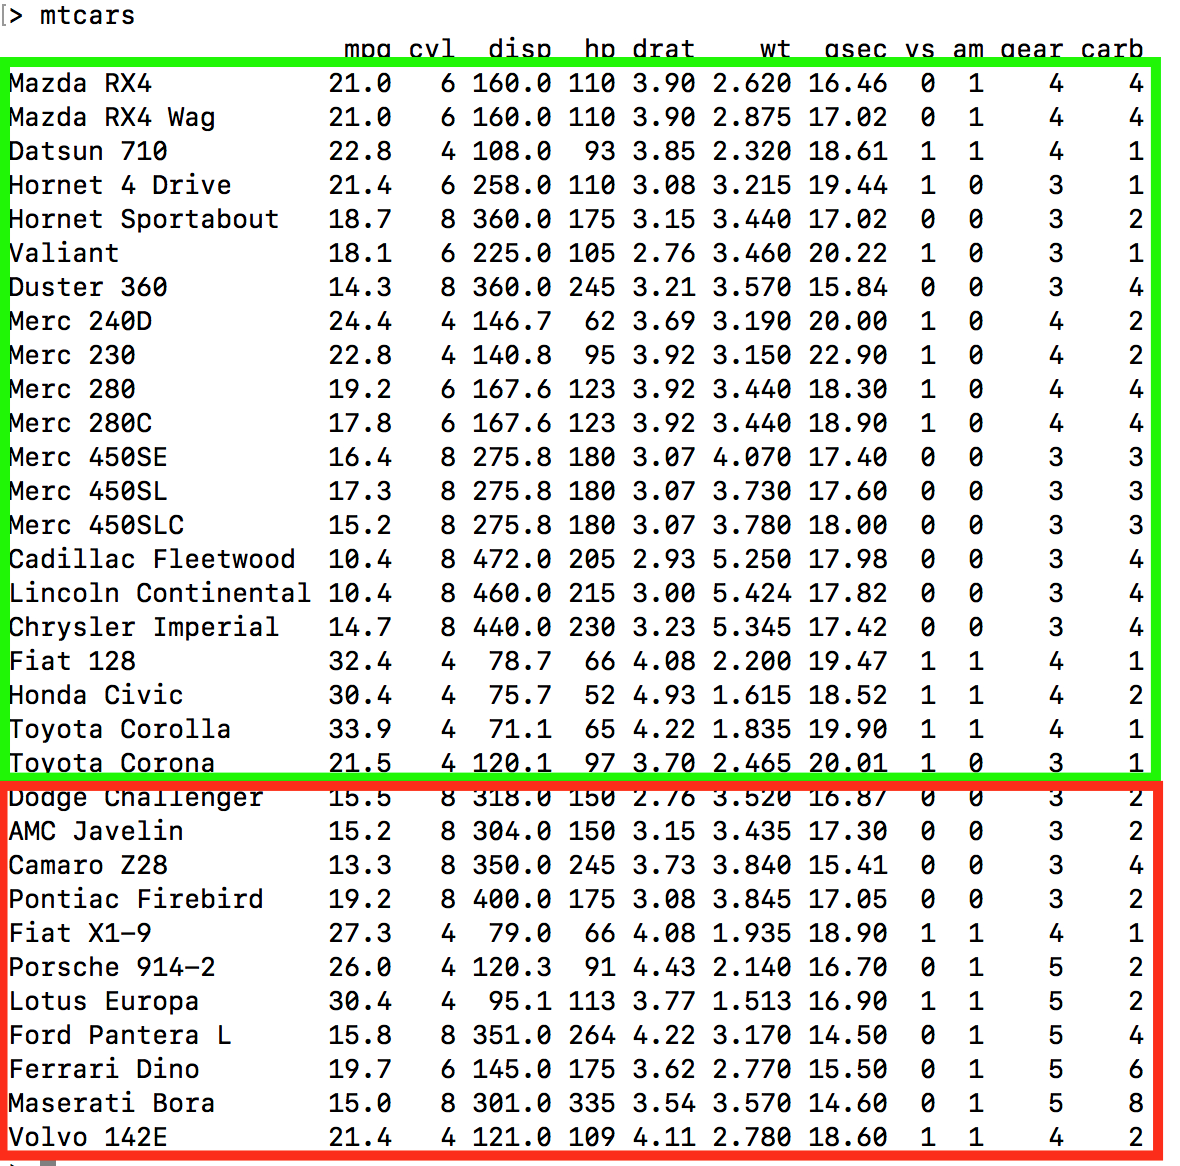 > mtcars
mpg cyl disp hp drat wt qsec vs am gear carb
Mazda RX4 21.0 6 160.0 110 3.90 2.620 16.46 0 1 4 4
Mazda RX4 Wag 21.0 6 160.0 110 3.90 2.875 17.02 0 1 4 4
Datsun 710 22.8 4 108.0 93 3.85 2.320 18.61 1 1 4 1
Hornet 4 Drive 21.4 6 258.0 110 3.08 3.215 19.44 1 0 3 1
Hornet Sportabout 18.7 8 360.0 175 3.15 3.440 17.02 0 0 3 2
Valiant 18.1 6 225.0 105 2.76 3.460 20.22 1 0 3 1
Duster 360 14.3 8 360.0 245 3.21 3.570 15.84 0 0 3 4
Merc 240D 24.4 4 146.7 62 3.69 3.190 20.00 1 0 4 2
Merc 230 22.8 4 140.8 95 3.92 3.150 22.90 1 0 4 2
Merc 280 19.2 6 167.6 123 3.92 3.440 18.30 1 0 4 4
Merc 280C 17.8 6 167.6 123 3.92 3.440 18.90 1 0 4 4
Merc 450SE 16.4 8 275.8 180 3.07 4.070 17.40 0 0 3 3
Merc 450SL 17.3 8 275.8 180 3.07 3.730 17.60 0 0 3 3
Merc 450SLC 15.2 8 275.8 180 3.07 3.780 18.00 0 0 3 3
Cadillac Fleetwood 10.4 8 472.0 205 2.93 5.250 17.98 0 0 3 4
Lincoln Continental 10.4 8 460.0 215 3.00 5.424 17.82 0 0 3 4
Chrysler Imperial 14.7 8 440.0 230 3.23 5.345 17.42 0 0 3 4
Fiat 128 32.4 4 78.7 66 4.08 2.200 19.47 1 1 4 1
Honda Civic 30.4 4 75.7 52 4.93 1.615 18.52 1 1 4 2
Toyota Corolla 33.9 4 71.1 65 4.22 1.835 19.90 1 1 4 1
Toyota Corona 21.5 4 120.1 97 3.70 2.465 20.01 1 0 3 1
Dodge Challenger 15.5 8 318.0 150 2.76 3.520 16.87 0 0 3 2
AMC Javelin 15.2 8 304.0 150 3.15 3.435 17.30 0 0 3 2
Camaro Z28 13.3 8 350.0 245 3.73 3.840 15.41 0 0 3 4
Pontiac Firebird 19.2 8 400.0 175 3.08 3.845 17.05 0 0 3 2
Fiat X1-9 27.3 4 79.0 66 4.08 1.935 18.90 1 1 4 1
Porsche 914-2 26.0 4 120.3 91 4.43 2.140 16.70 0 1 5 2
Lotus Europa 30.4 4 95.1 113 3.77 1.513 16.90 1 1 5 2
Ford Pantera L 15.8 8 351.0 264 4.22 3.170 14.50 0 1 5 4
Ferrari Dino 19.7 6 145.0 175 3.62 2.770 15.50 0 1 5 6
Maserati Bora 15.0 8 301.0 335 3.54 3.570 14.60 0 1 5 8
Volvo 142E 21.4 4 121.0 109 4.11 2.780 18.60 1 1 4 2